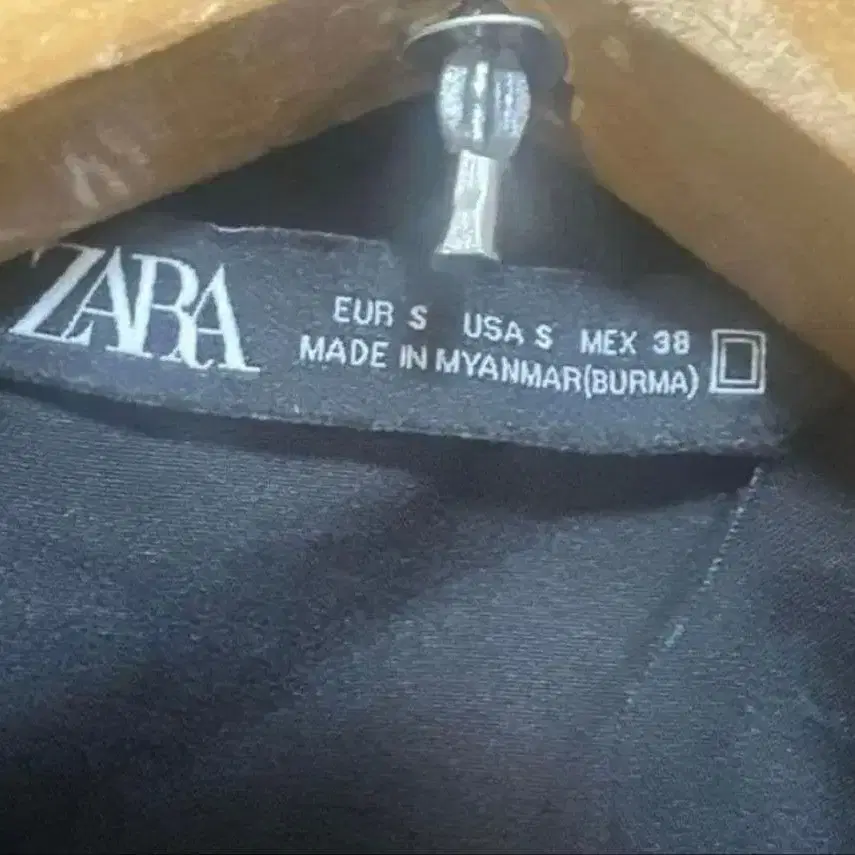 ZARA
EUR S USA S MEX 38
MADE IN MYANMAR(BURMA)